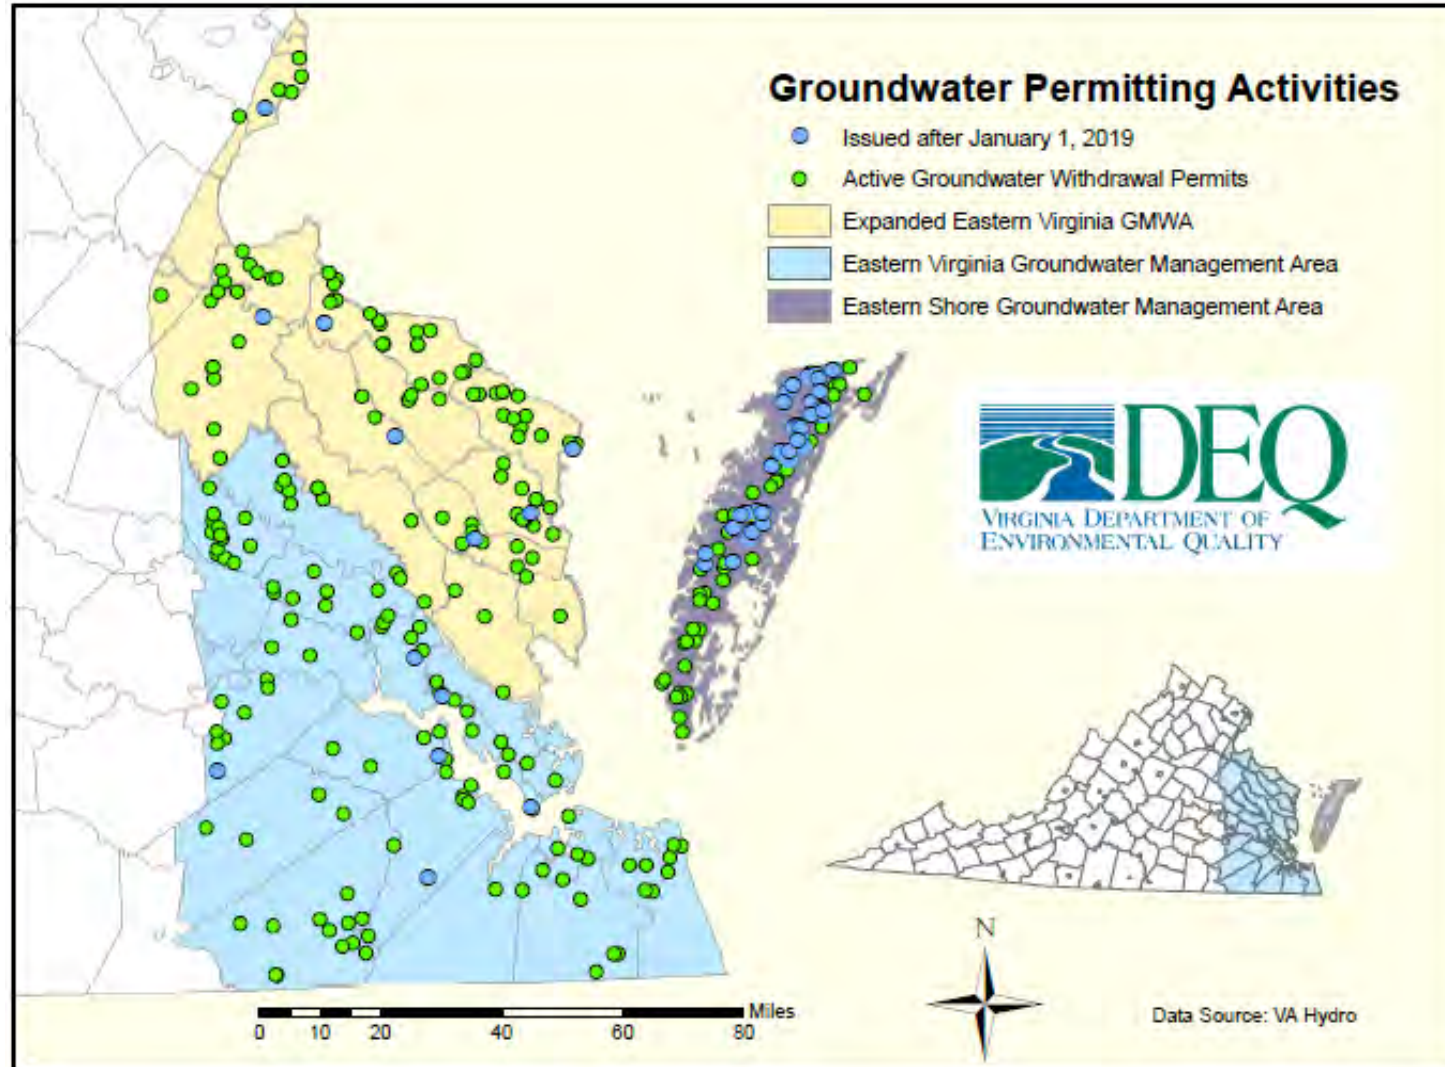 Groundwater Permitting Activities
Issued after January 1, 2019
Active Groundwater Withdrawal Permits
Expanded Eastern Virginia GMWA
Eastern Virginia Groundwater Management Area
Eastern Shore Groundwater Management Area
DEQ
VIRGINIA DEPARTMENT OF
ENVIRONMENTAL QUALITY
N
Miles
0 10 20 40 60 80
Data Source: VA Hydro